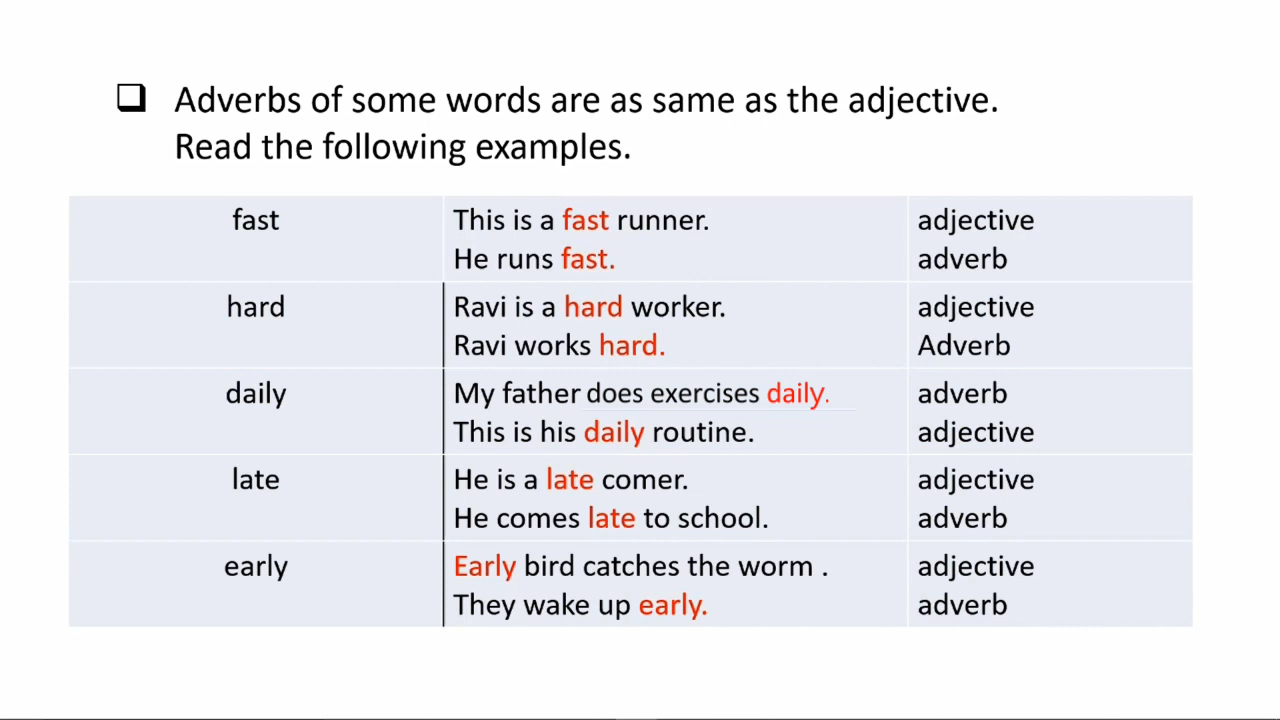 Adverbs of some words are as same as the adjective.
Read the following examples.
fast This is a fast runner. adjective
He runs fast. adverb
hard Ravi is a hard worker. adjective
Ravi works hard. Adverb
daily My father does exercises daily. adverb
This is his daily routine. adjective
late He is a late comer. adjective
He comes late to school. adverb
early Early bird catches the worm . adjective
They wake up early. adverb